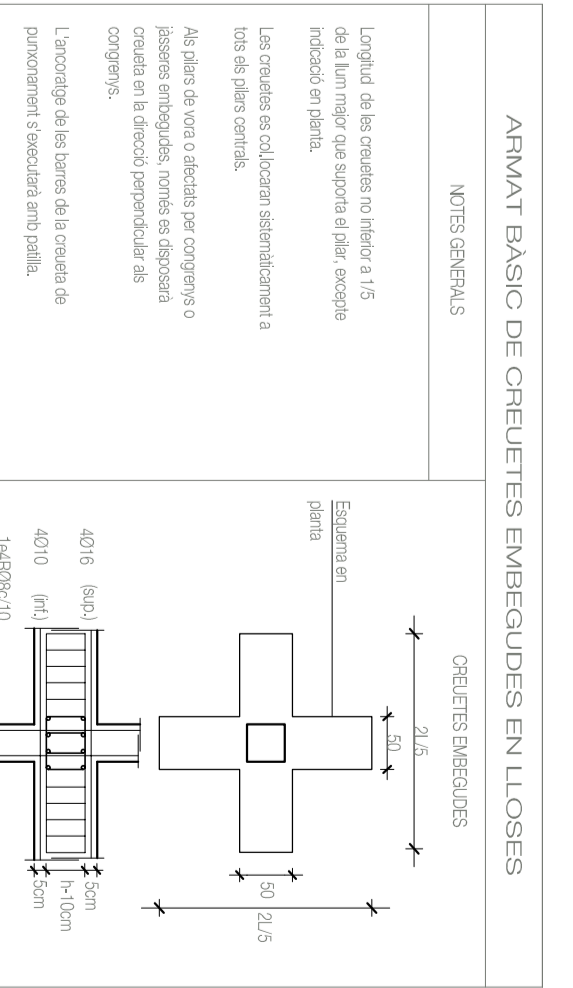 ARMAT BÀSIC DE CREUETES EMBEGUDES EN LLOSES
NOTES GENERALS
Longitud de les creuetes no inferior a 1/5
de la llum major que suporta el pilar, excepte
indicació en planta.
Les creuetes es col.locaran sistemàticament a
tots els pilars centrals.
Als pilars de vora o afectats per congrenys o
jàsseres embegudes, només es disposarà
creueta en la direcció perpendicular als
congrenys.
L'ancoratge de les barres de la creueta de
punxonament s'executarà amb patilla.
CREUETES EMBEGUDES
2L/5
50
Esquema en
planta
50
2L/5
4Ø16 (sup.)
4Ø10 (inf.)
1e4BØ8c/10
5cm
h-10cm
5cm